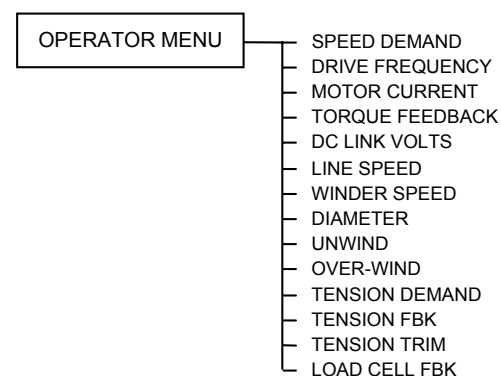 OPERATOR MENU
SPEED DEMAND
DRIVE FREQUENCY
MOTOR CURRENT
TORQUE FEEDBACK
DC LINK VOLTS
LINE SPEED
WINDER SPEED
DIAMETER
UNWIND
OVER-WIND
TENSION DEMAND
TENSION FBK
TENSION TRIM
LOAD CELL FBK